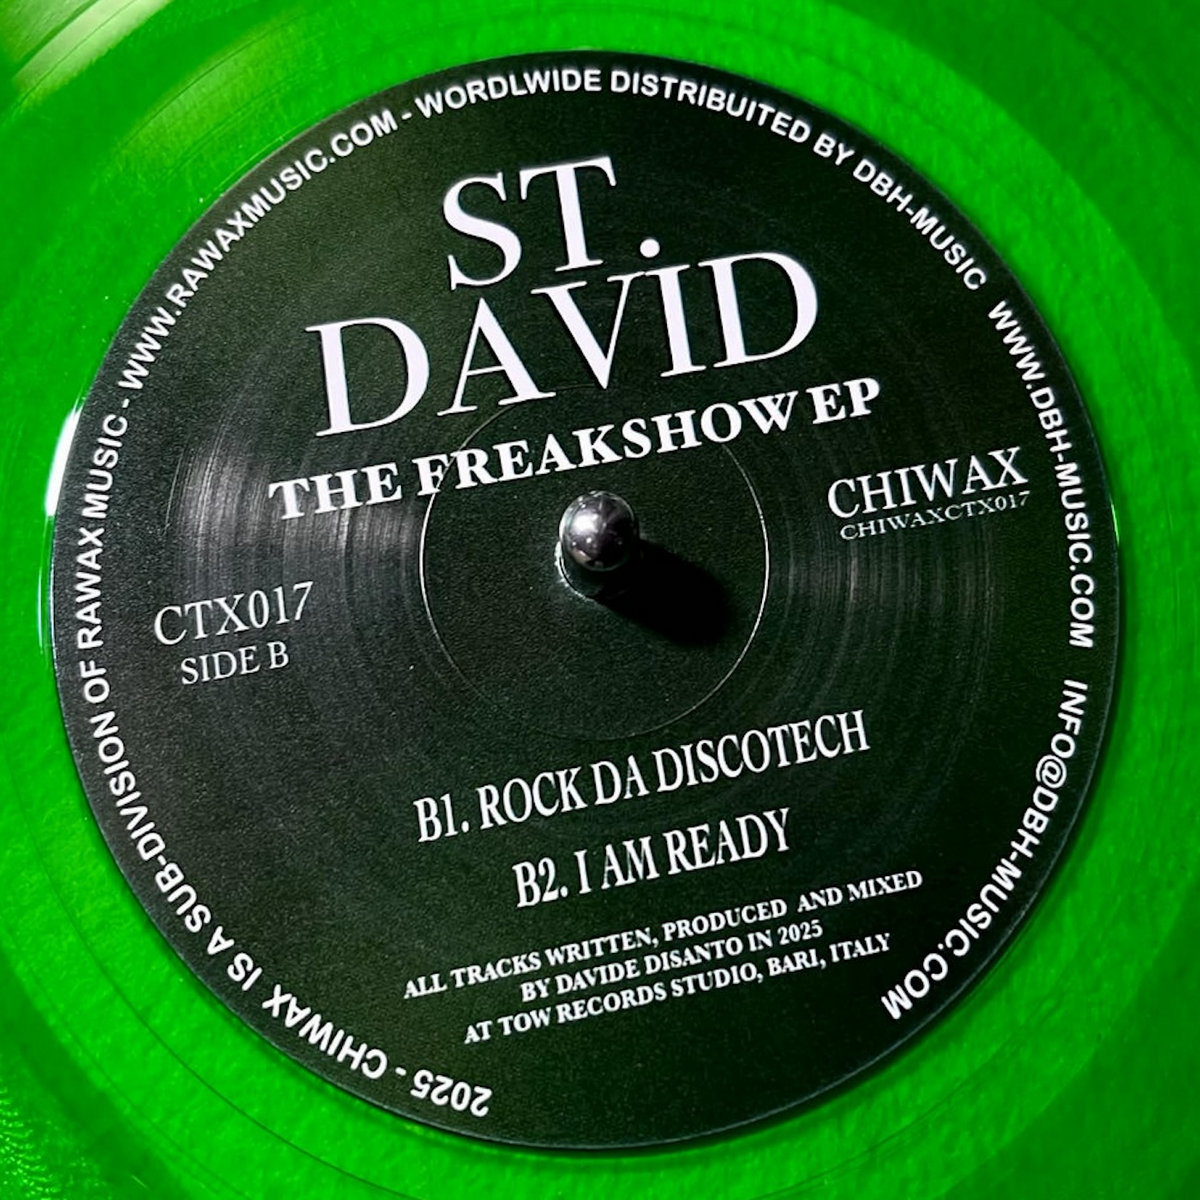 2025 - CHIWAX IS A SUB-DIVISION OF RAWAX MUSIC - WWW.RAWAXMUSIC.COM - WORDLWIDE DISTRIBUITED BY DBH-MUSIC WWW.DBH-MUSIC.COM INFO@DBH-MUSIC.COM
ST.
DAViD
THE FREAKSHOW EP
CHIWAX
CHIWAXCTX017
CTX017
SIDE B
B1. ROCK DA DISCOTECH
B2. I AM READY
ALL TRACKS WRITTEN, PRODUCED AND MIXED
BY DAVIDE DISANTO IN 2025
AT TOW RECORDS STUDIO, BARI, ITALY